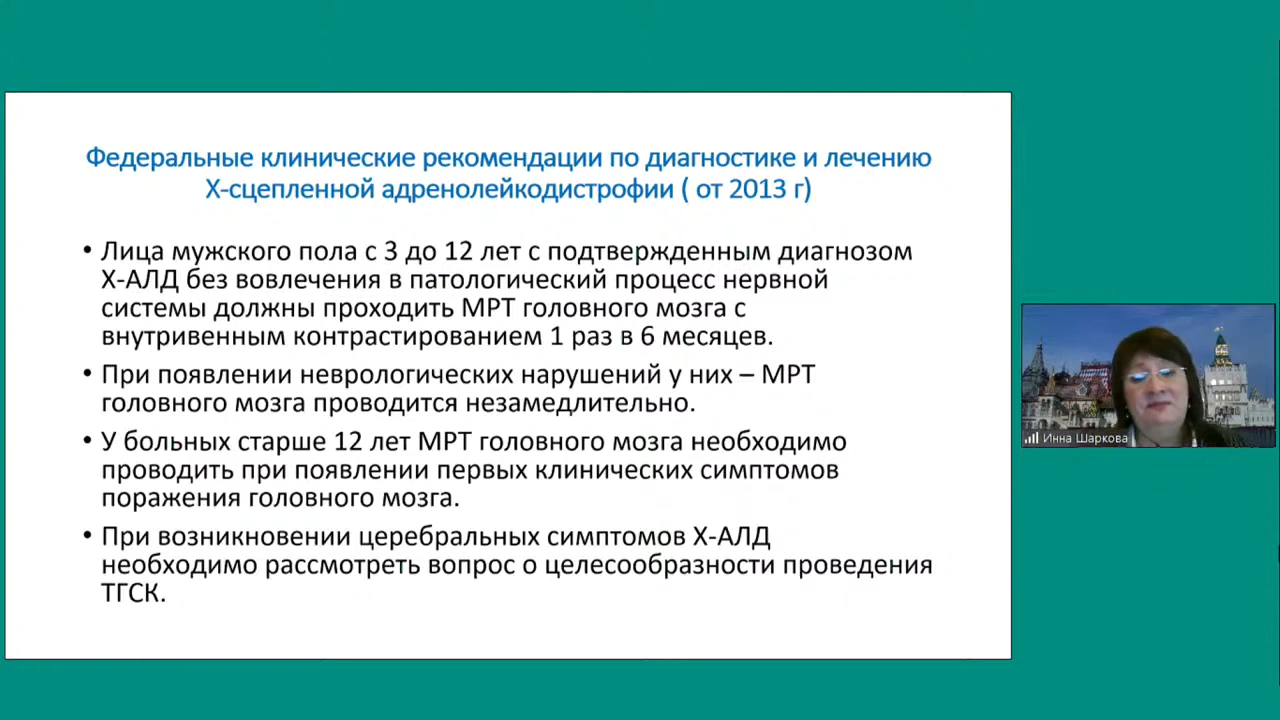 Федеральные клинические рекомендации по диагностике и лечению
Х-сцепленной адренолейкодистрофии ( от 2013 г)
• Лица мужского пола с 3 до 12 лет с подтвержденным диагнозом
Х-АЛД без вовлечения в патологический процесс нервной
системы должны проходить МРТ головного мозга с
внутривенным контрастированием 1 раз в 6 месяцев.
• При появлении неврологических нарушений у них – МРТ
головного мозга проводится незамедлительно.
• У больных старше 12 лет МРТ головного мозга необходимо
проводить при появлении первых клинических симптомов
поражения головного мозга.
• При возникновении церебральных симптомов Х-АЛД
необходимо рассмотреть вопрос о целесообразности проведения
ТГСК.
Инна Шаркова